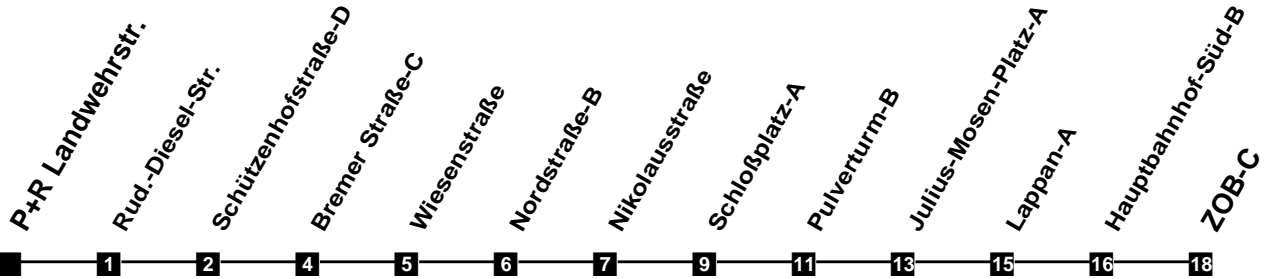 P+R Landwehrstr.
Rud.-Diesel-Str.
Schützenhofstraße-D
Bremer Straße-C
Wiesenstraße
Nordstraße-B
Nikolausstraße
Schloßplatz-A
Pulverturm-B
Julius-Mosen-Platz-A
Lappan-A
Hauptbahnhof-Süd-B
ZOB-C
1 2 4 5 6 7 9 11 13 15 16 18